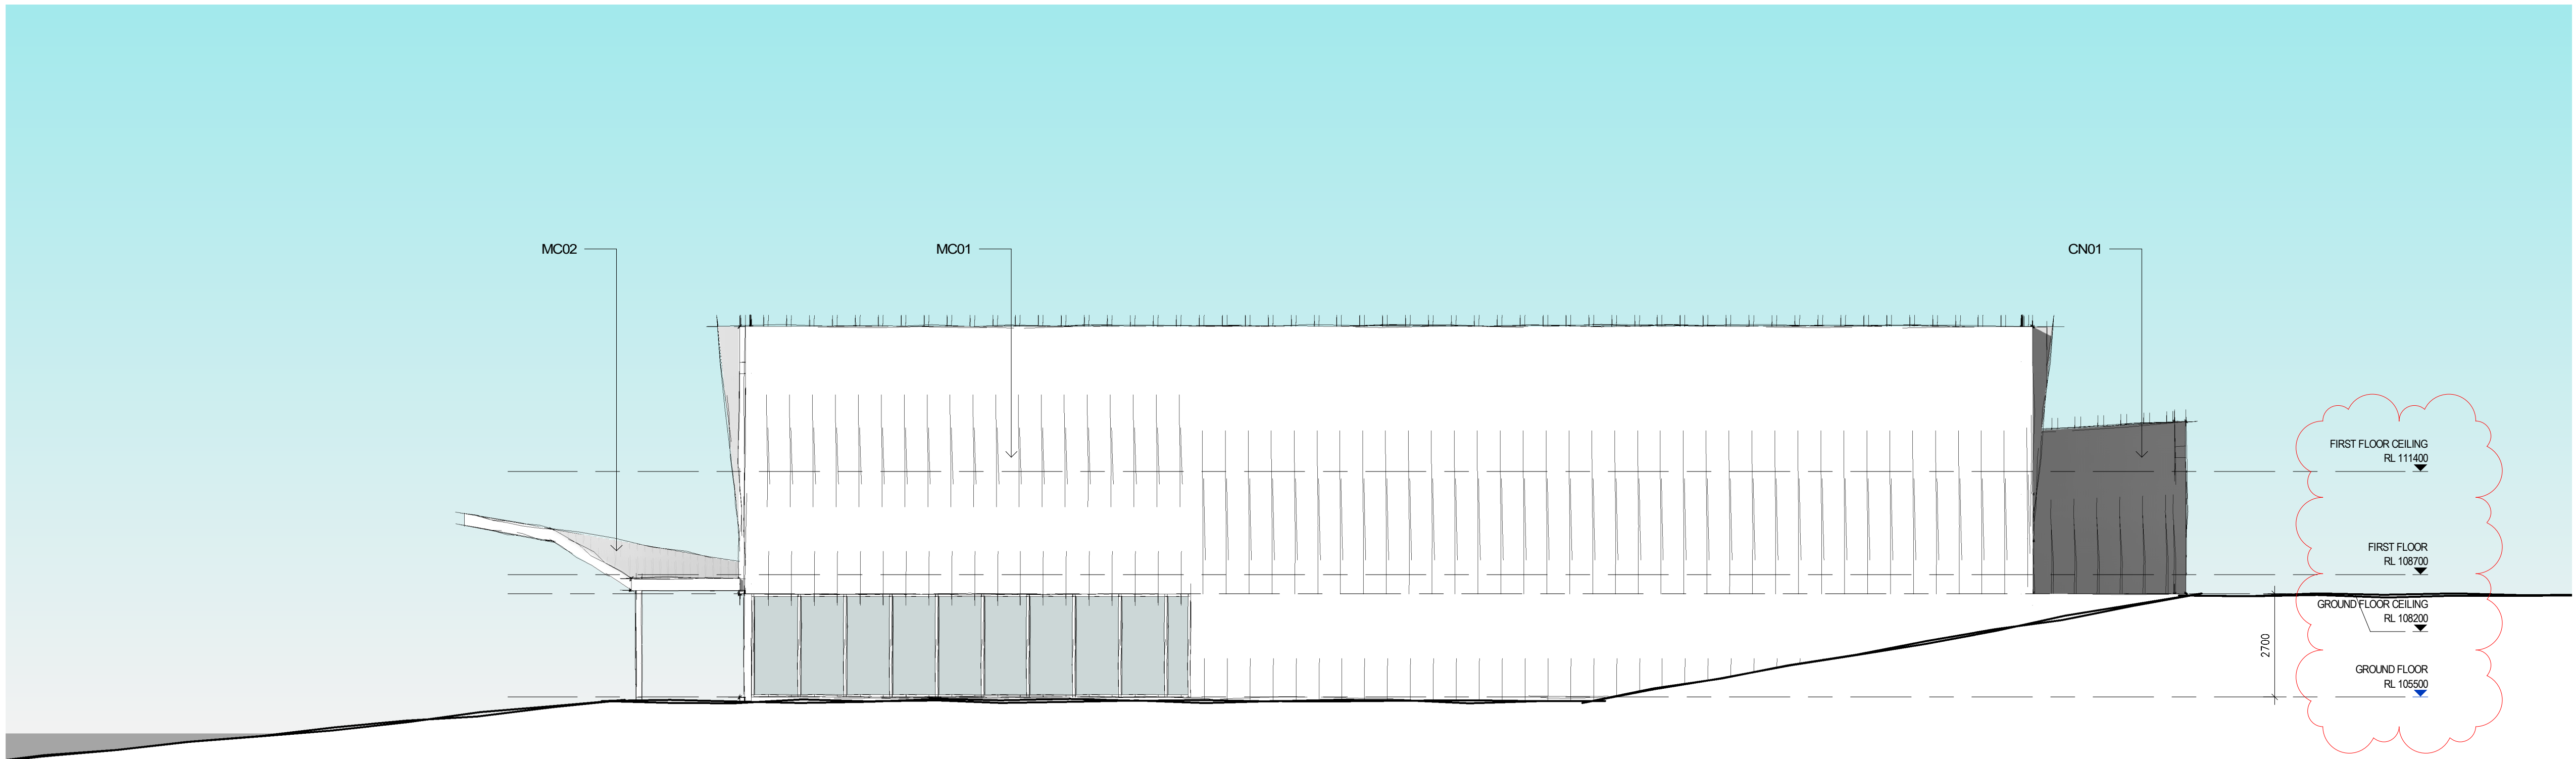 MC02
MC01
CN01
FIRST FLOOR CEILING
RL 111400
FIRST FLOOR
RL 108700
GROUND FLOOR CEILING
RL 108200
2700
GROUND FLOOR
RL 105500